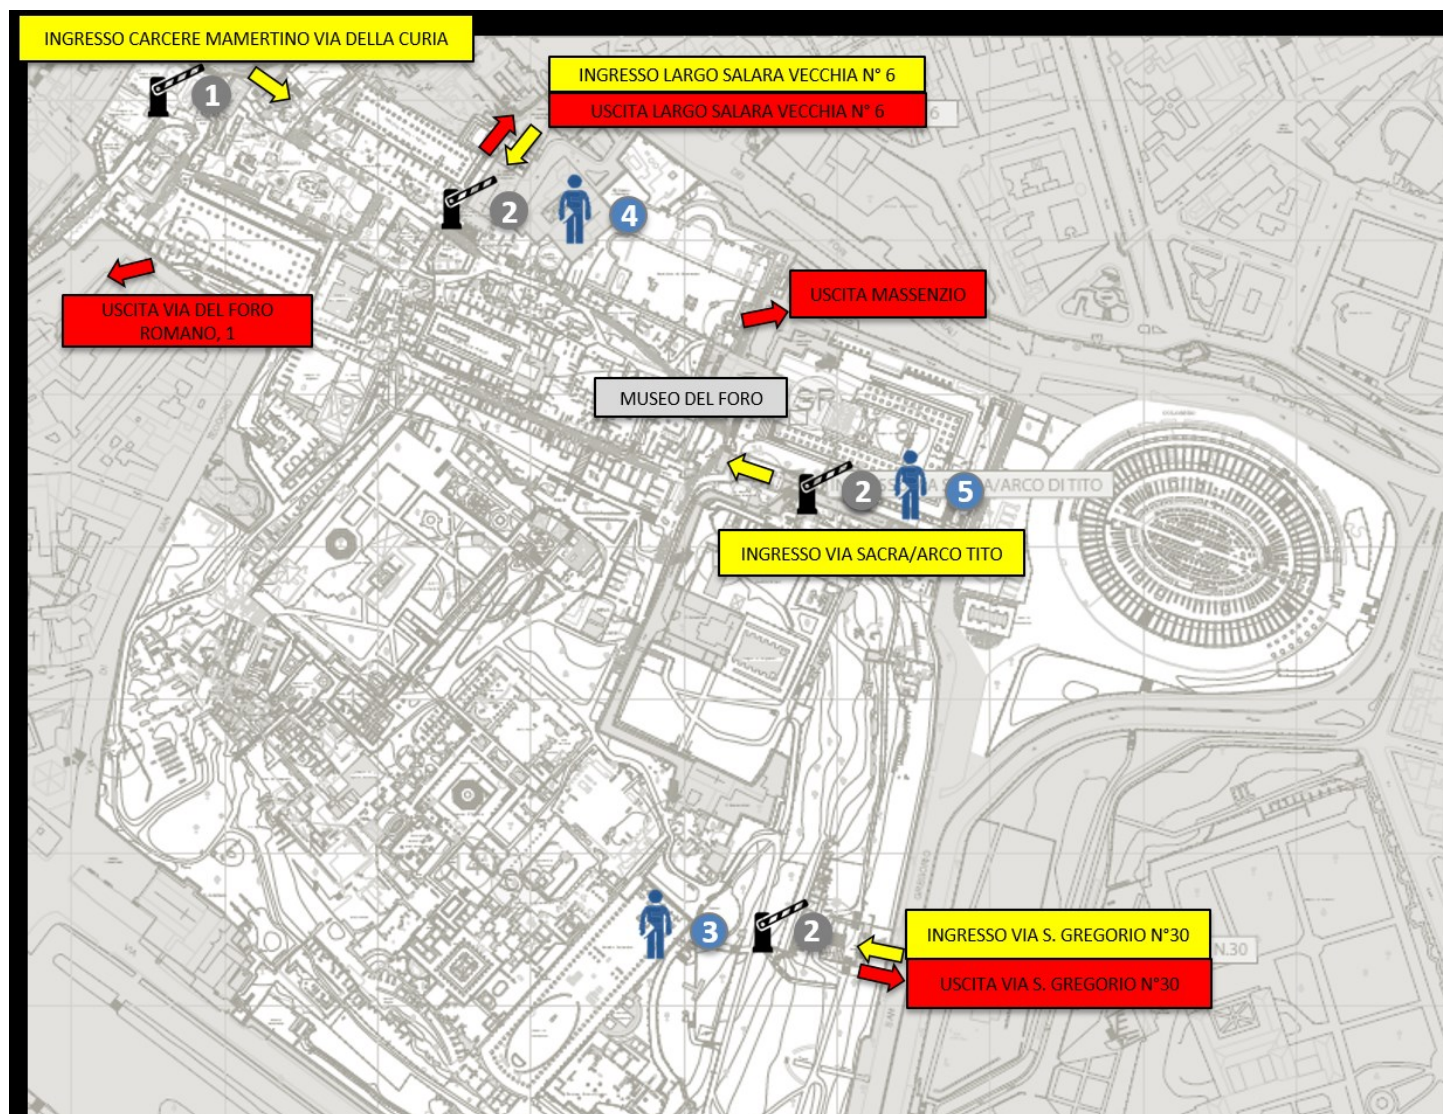 INGRESSO CARCERE MAMERTINO VIA DELLA CURIA
1
INGRESSO LARGO SALARA VECCHIA N° 6
USCITA LARGO SALARA VECCHIA N° 6
2
4
USCITA VIA DEL FORO
ROMANO, 1
USCITA MASSENZIO
MUSEO DEL FORO
2
5
/ARCO DI TITO
INGRESSO VIA SACRA/ARCO TITO
3
2
INGRESSO VIA S. GREGORIO N°30
N.30
USCITA VIA S. GREGORIO N°30